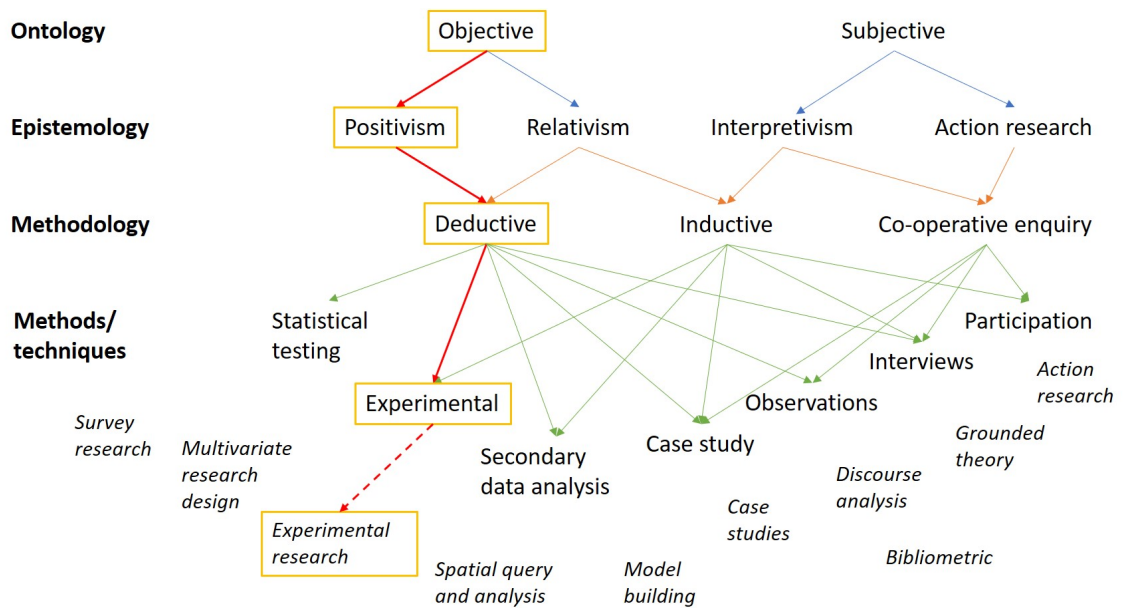 Ontology
Objective
Subjective
Epistemology
Positivism
Relativism
Interpretivism
Action research
Methodology
Deductive
Inductive
Co-operative enquiry
Methods/
techniques
Statistical
testing
Participation
Interviews
Experimental
Observations
Case study
Secondary
data analysis
Action
research
Survey
research
Multivariate
research
design
Grounded
theory
Discourse
analysis
Case
studies
Experimental
research
Bibliometric
Spatial query
and analysis
Model
building